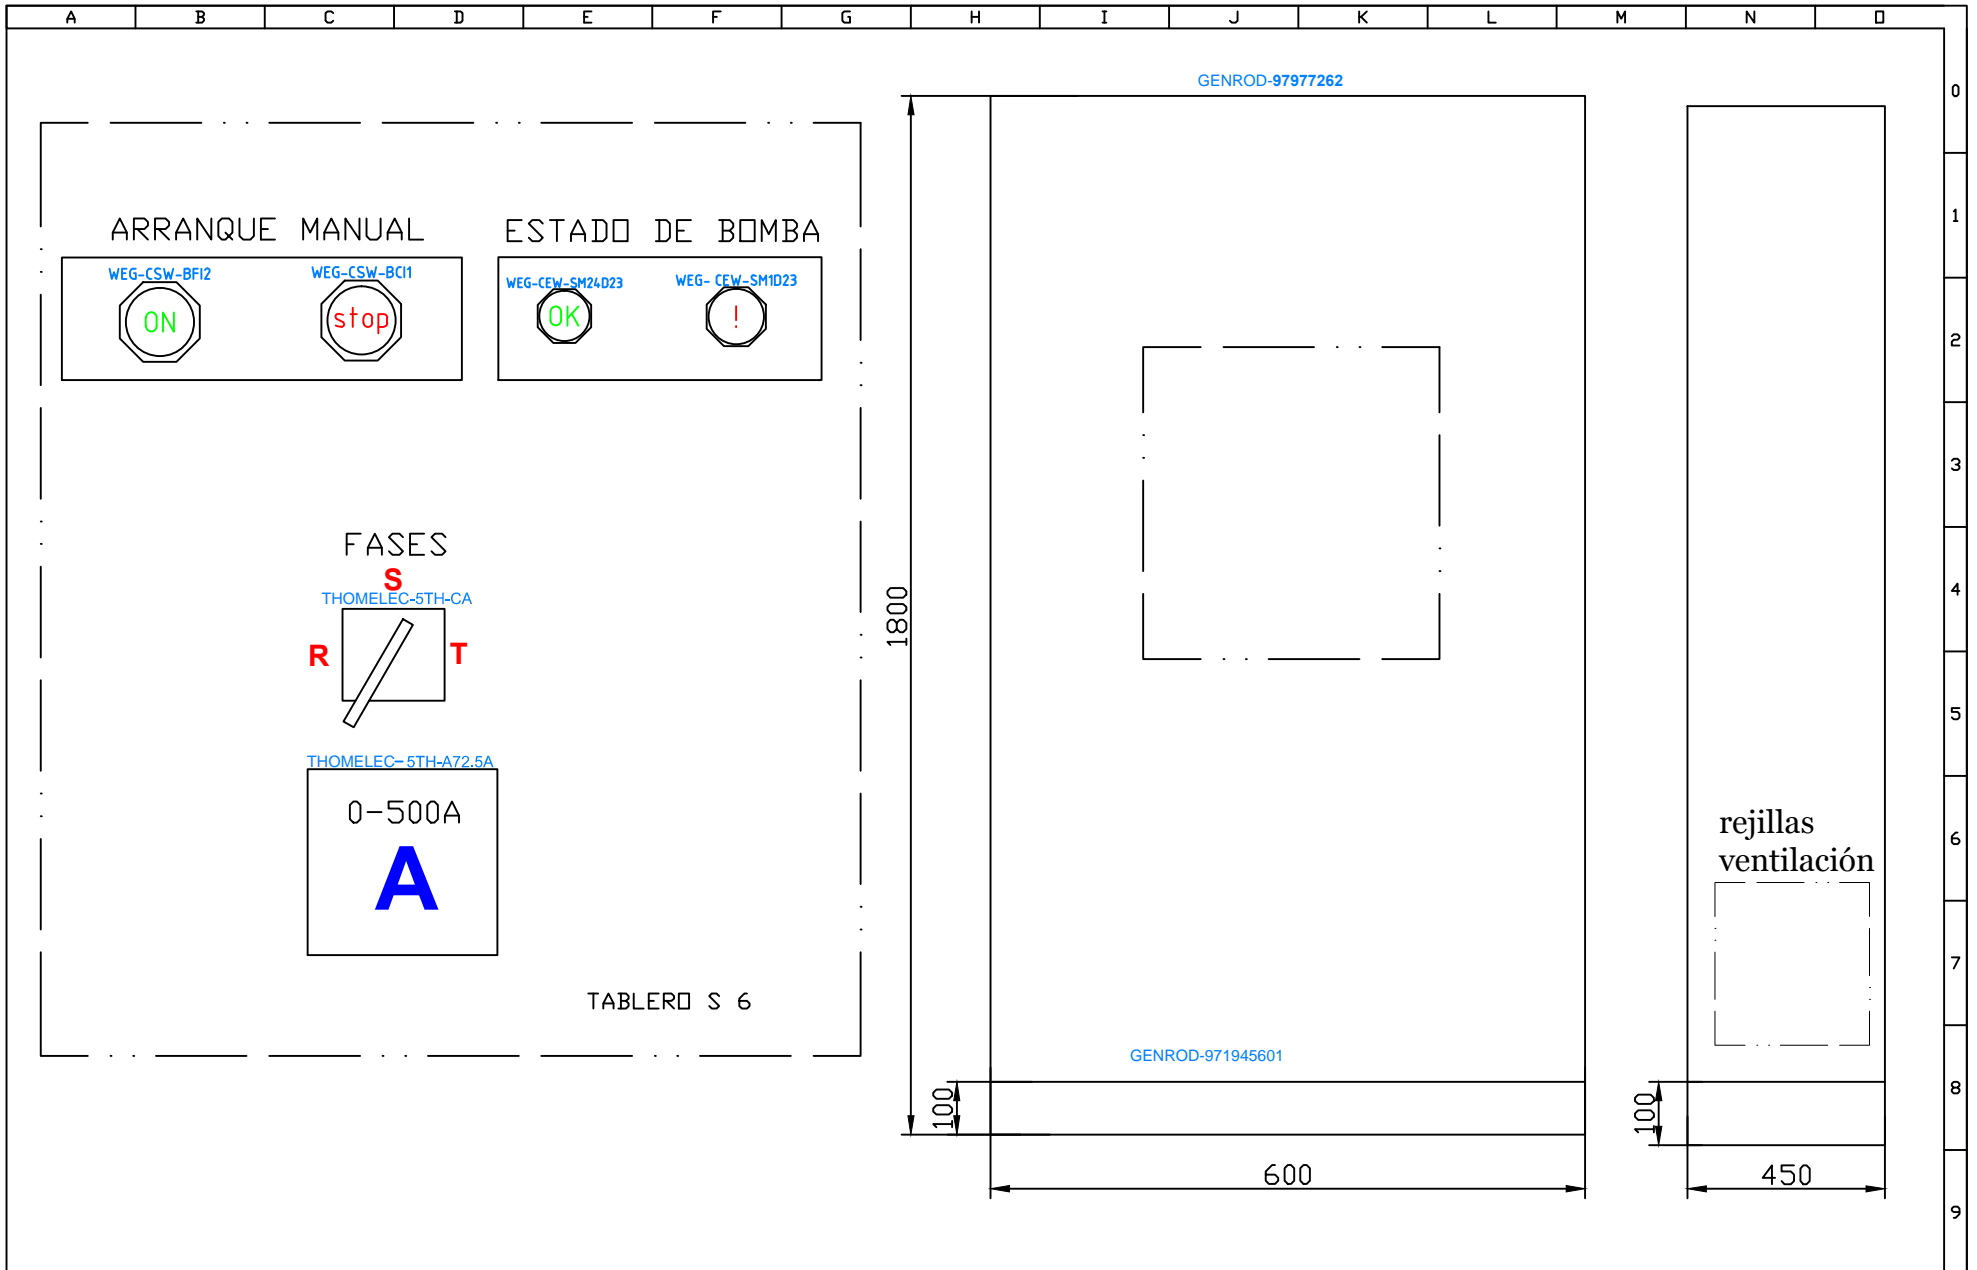 A B C D E F G H I J K L M N O
GENROD-97977262
0
1
2
3
4
5
6
7
8
9
ARRANQUE MANUAL
WEG-CSW-BFI2 WEG-CSW-BCI1
ON stop
ESTADO DE BOMBA
WEG-CEW-SM24D23 WEG- CEW-SM1D23
OK !
FASES
S
THOMELEC-5TH-CA
R T
THOMELEC-5TH-A72.5A
0-500A
A
TABLERO S 6
1800
100
GENROD-971945601
600
rejillas
ventilación
100
450